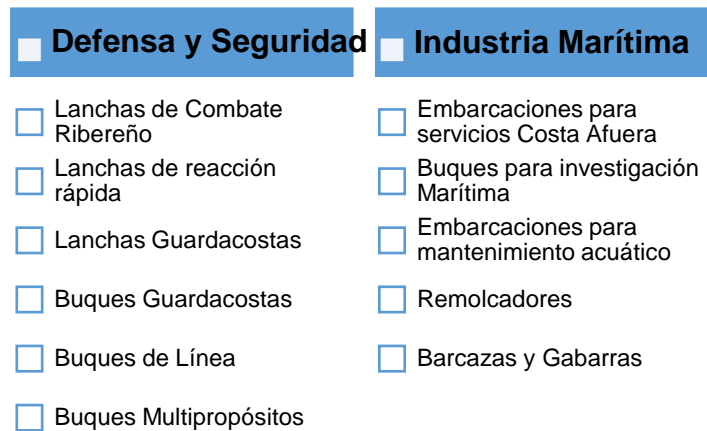 Defensa y Seguridad
Lanchas de Combate
Ribereño
Lanchas de reacción
rápida
Lanchas Guardacostas
Buques Guardacostas
Buques de Línea
Buques Multipropósitos
Industria Marítima
Embarcaciones para
servicios Costa Afuera
Buques para investigación
Marítima
Embarcaciones para
mantenimiento acuático
Remolcadores
Barcazas y Gabarras